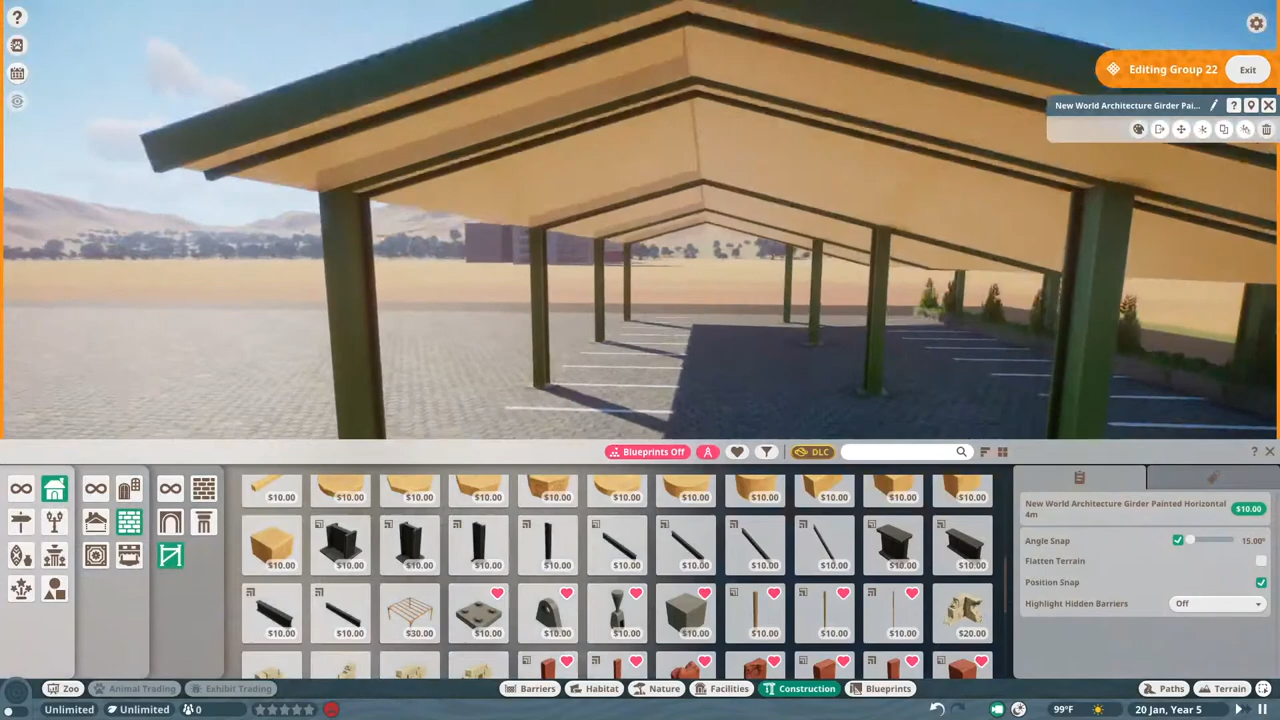 ?
Editing Group 22
Exit
New World Architecture Girder Pai...
?
Blueprints Off
DLC
?
$10.00 $10.00 $10.00 $10.00 $10.00 $10.00 $10.00 $10.00 $10.00 $10.00 $10.00
$10.00 $10.00 $10.00 $10.00 $10.00 $10.00 $10.00 $10.00 $10.00 $10.00 $10.00
$10.00 $10.00 $30.00 $10.00 $10.00 $10.00 $10.00 $10.00 $10.00 $10.00 $20.00
New World Architecture Girder Painted Horizontal
4m
$10.00
Angle Snap
15.00°
Flatten Terrain
Position Snap
Highlight Hidden Barriers
Off
Zoo
Animal Trading
Exhibit Trading
Barriers
Habitat
Nature
Facilities
Construction
Blueprints
Paths
Terrain
Unlimited
Unlimited
0
99°F
20 Jan, Year 5